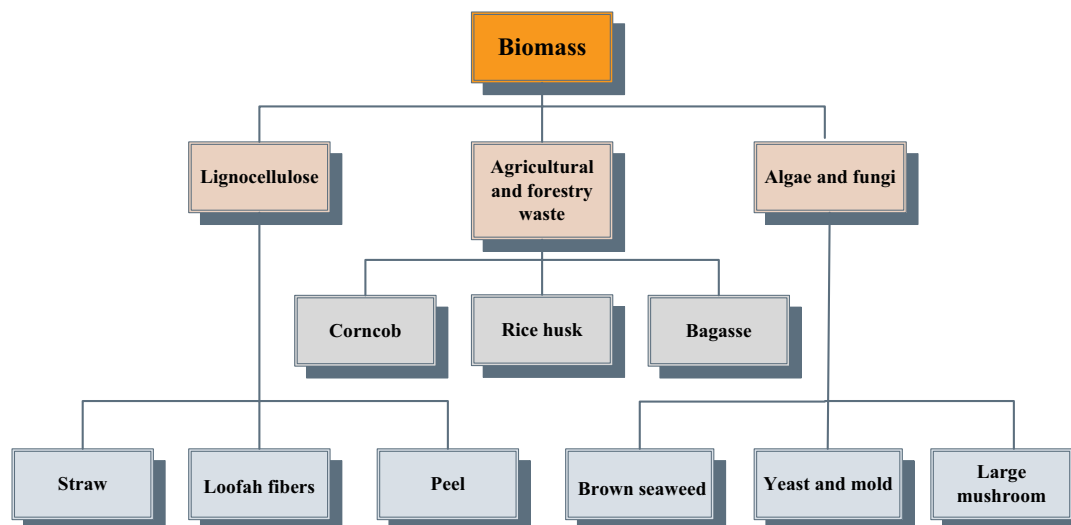 Biomass
Lignocellulose
Agricultural
and forestry
waste
Algae and fungi
Corncob
Rice husk
Bagasse
Straw
Loofah fibers
Peel
Brown seaweed
Yeast and mold
Large
mushroom